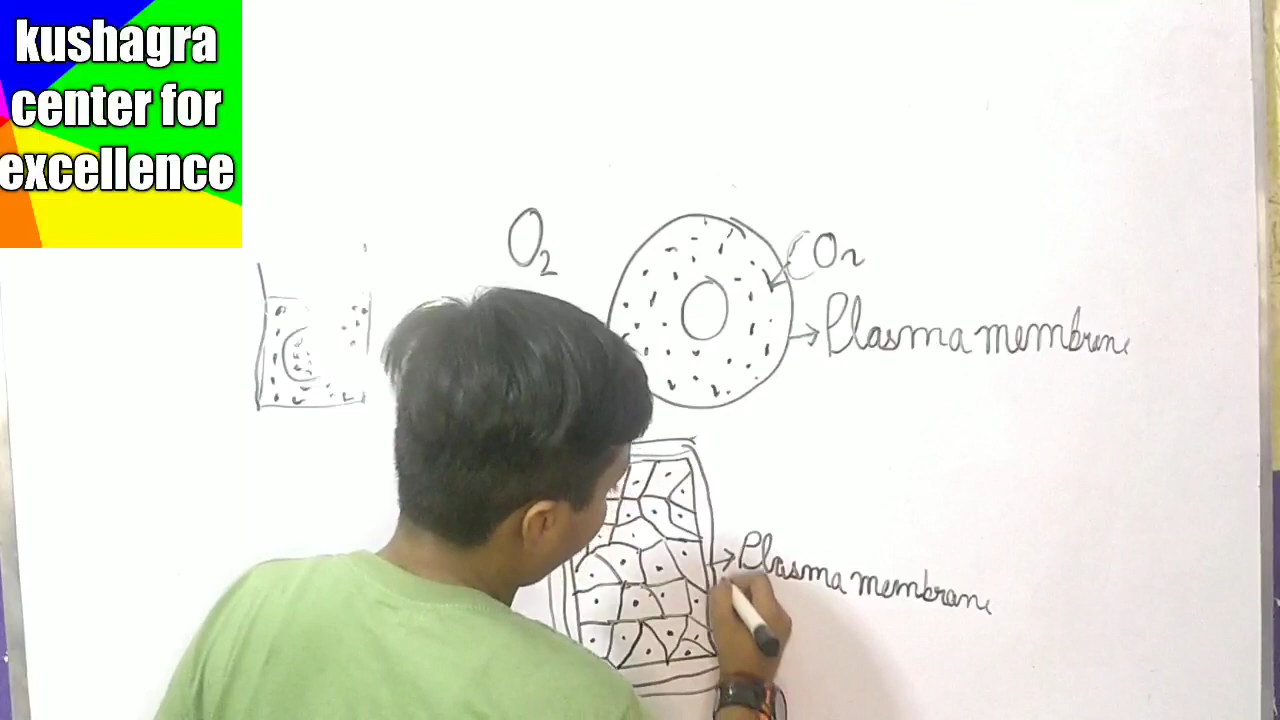 kushagra
center for
excellence
O2
CO2
Plasma membrane
Plasma membrane